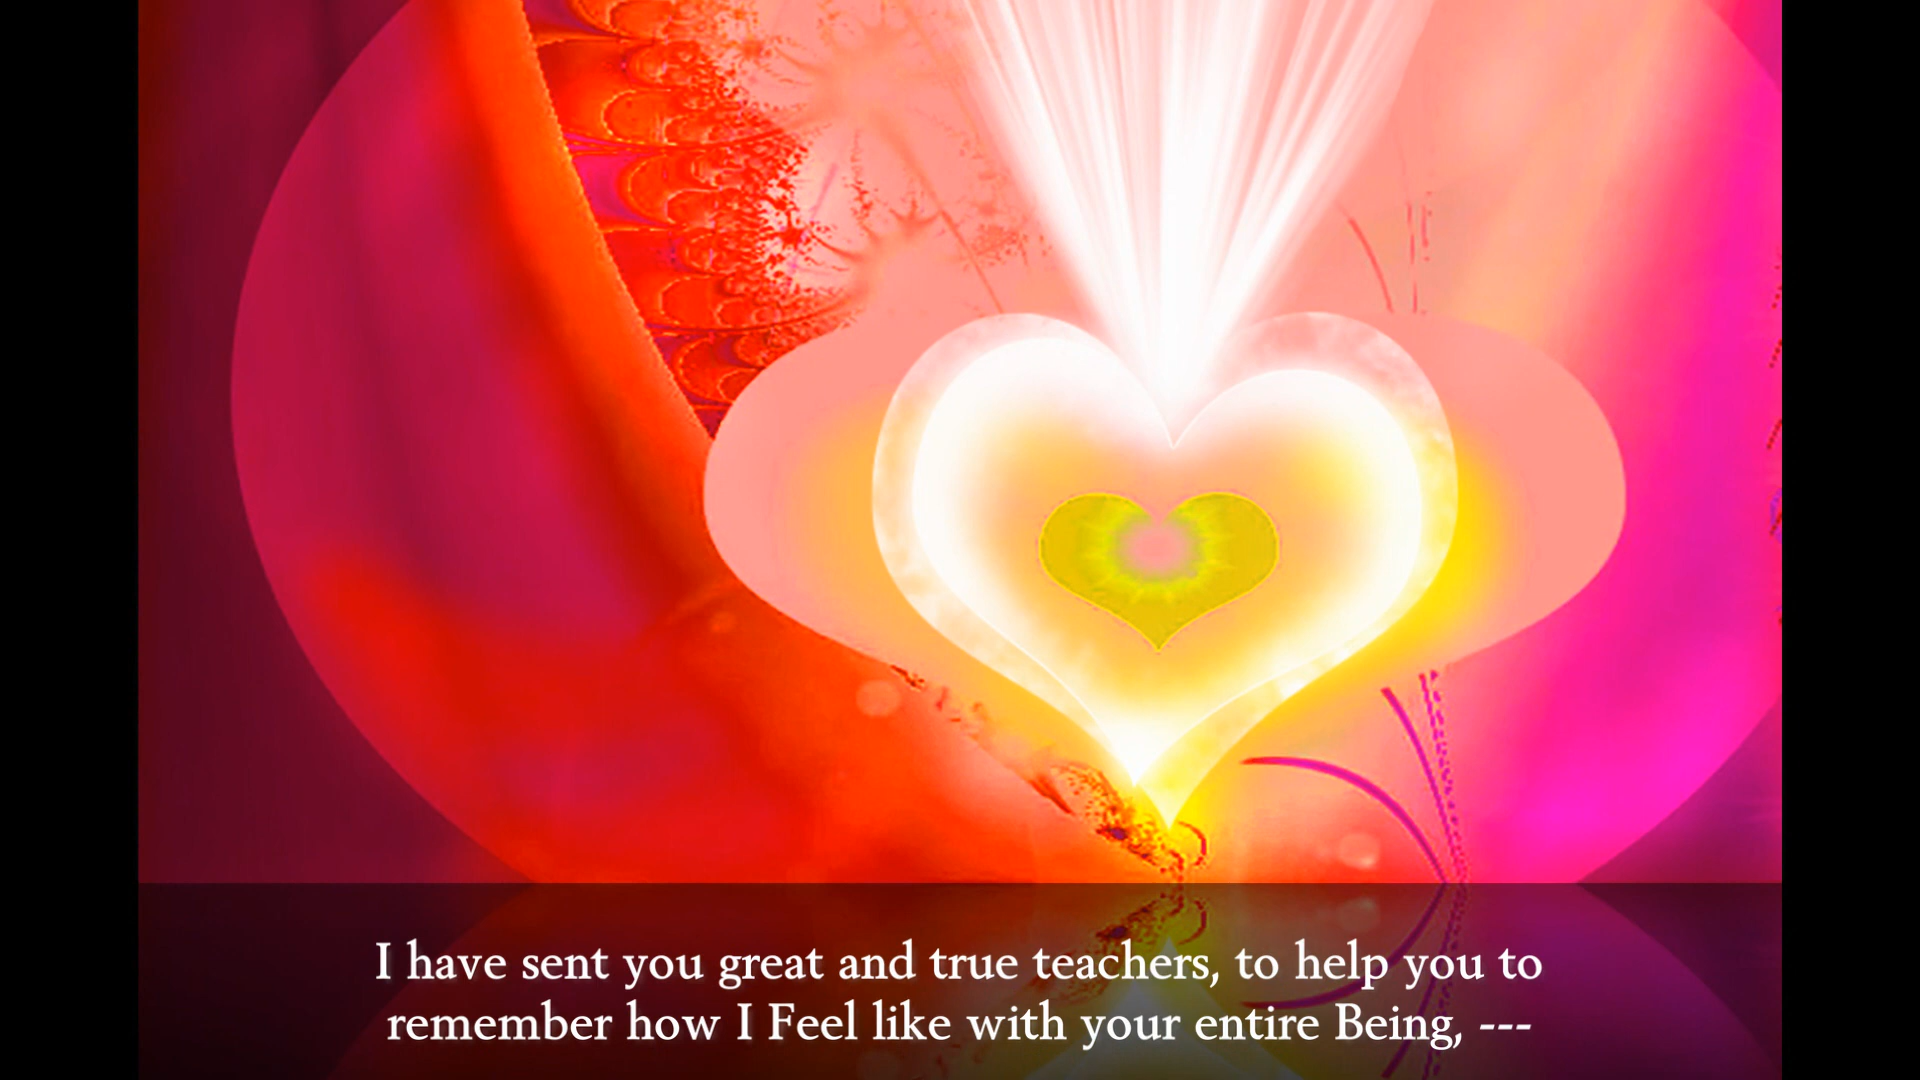 I have sent you great and true teachers, to help you to
remember how I Feel like with your entire Being, ---